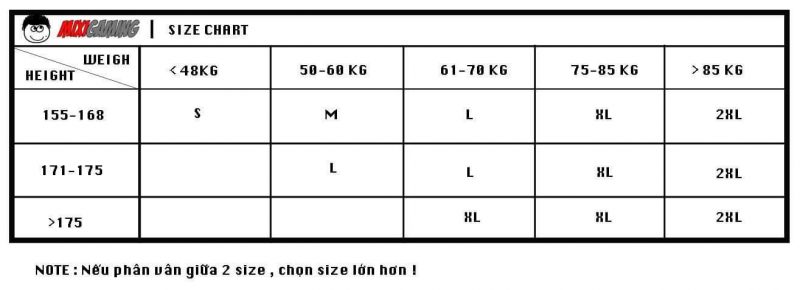 MIXIGAMING | SIZE CHART
WEIGH
HEIGHT
<48KG 50-60 KG 61-70 KG 75-85 KG >85 KG
155-168 S M L XL 2XL
171-175 L L XL 2XL
>175 XL XL 2XL
NOTE : Nếu phân vân giữa 2 size , chọn size lớn hơn !